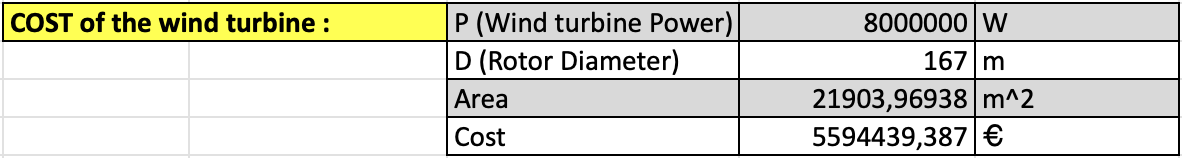 COST of the wind turbine : P (Wind turbine Power) 8000000 W
D (Rotor Diameter) 167 m
Area 21903,96938 m^2
Cost 5594439,387 €